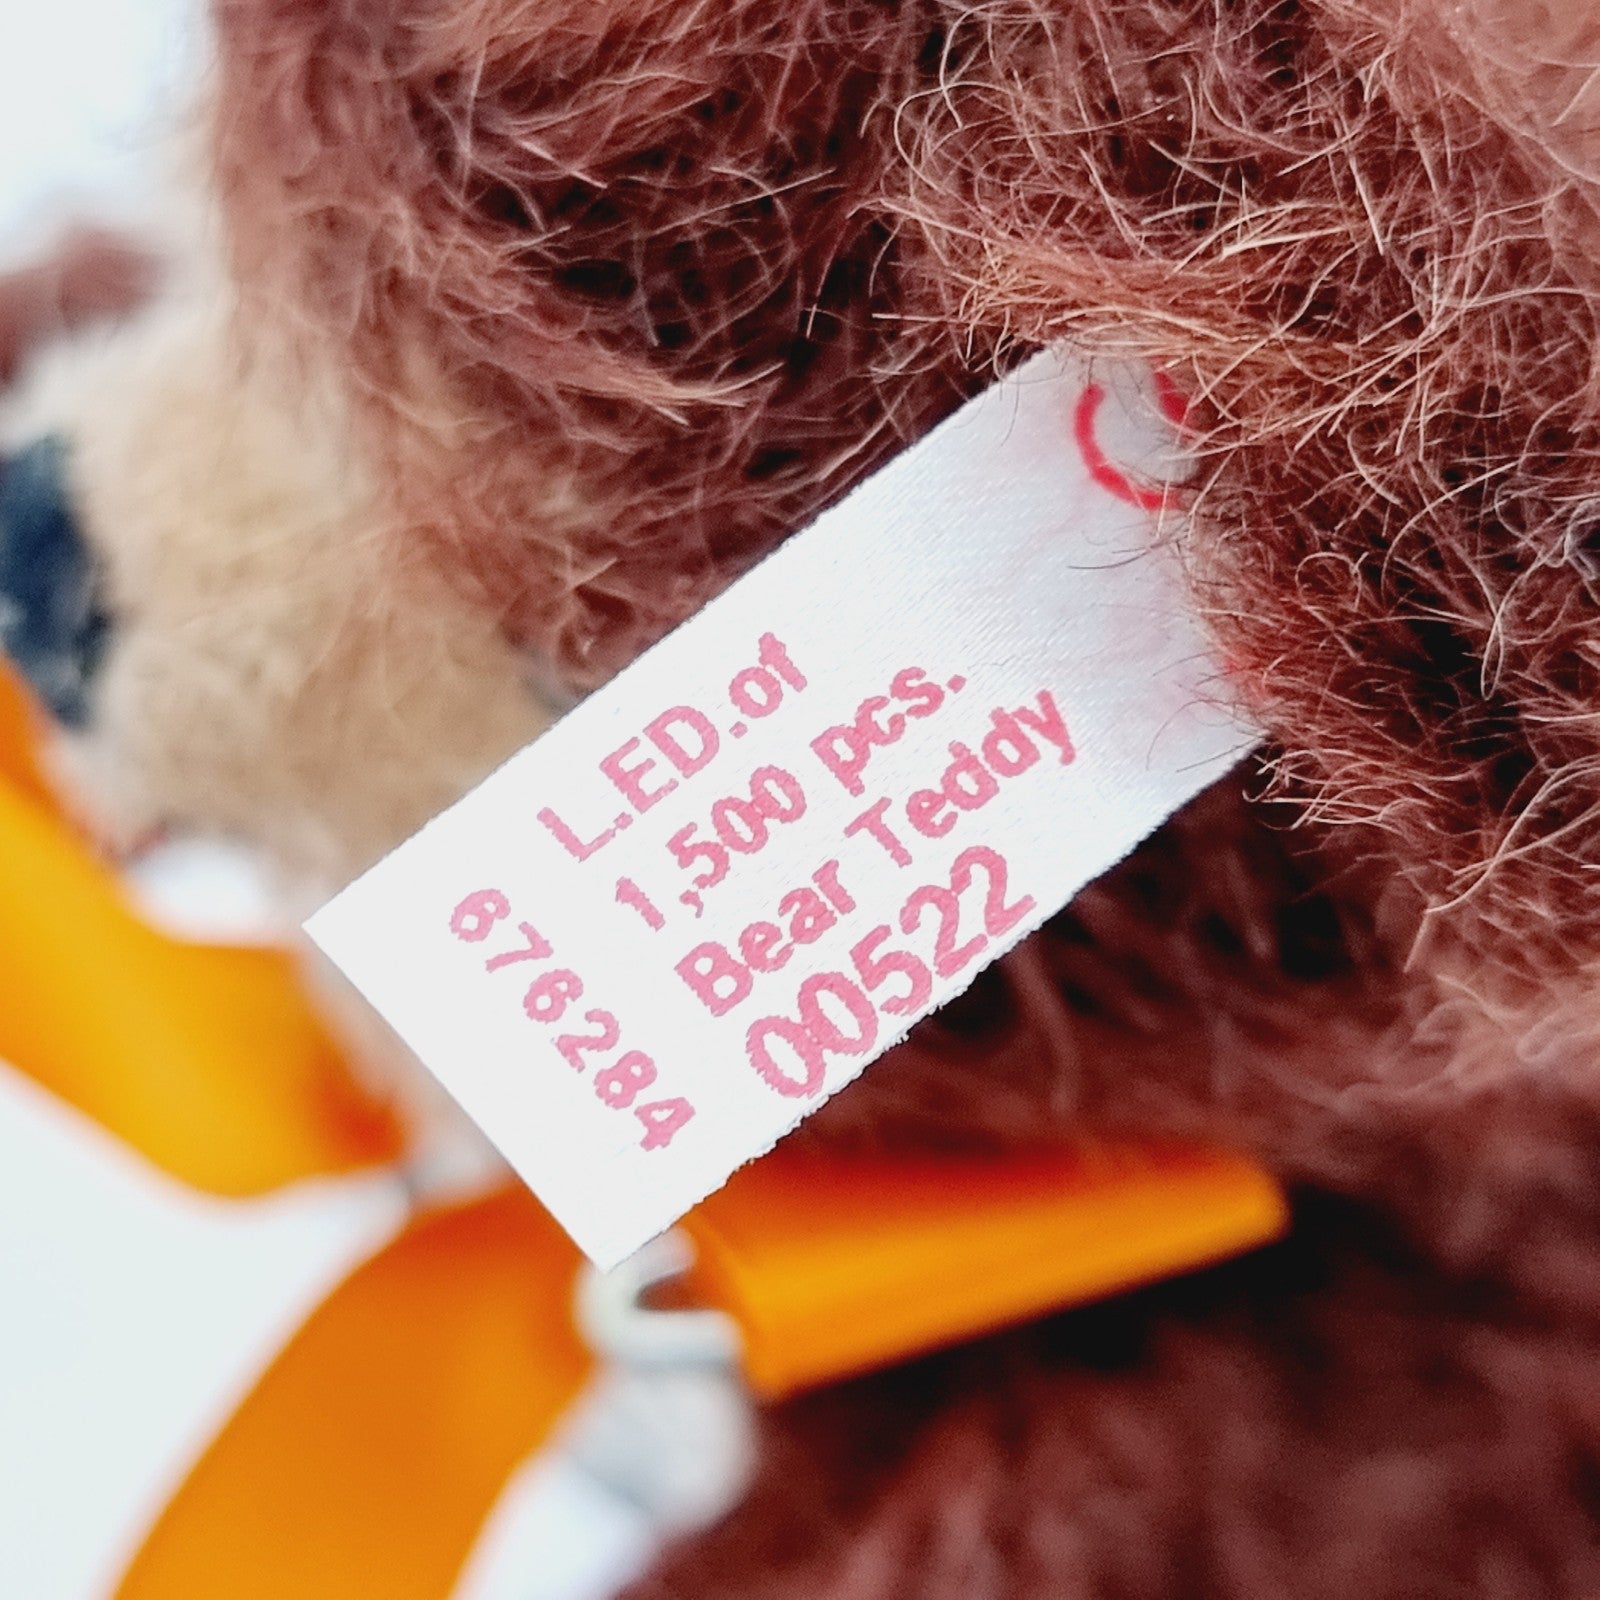 L.ED.of
1,500 pcs.
Bear Teddy
00522
676284